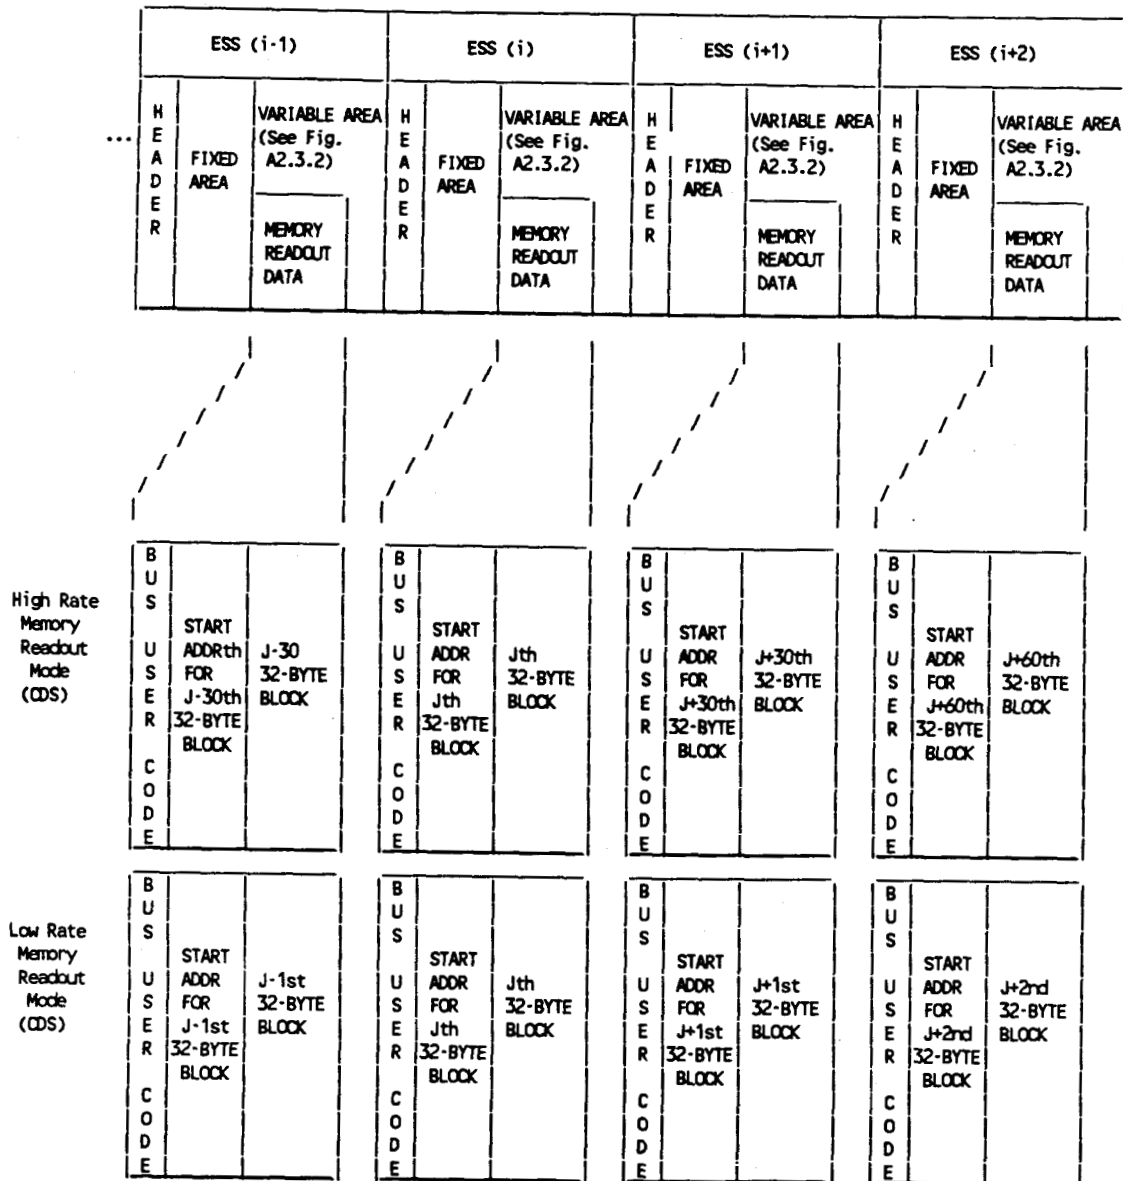 ESS (i-1) ESS (i) ESS (i+1) ESS (i+2)
...
HEADER
FIXED
AREA
VARIABLE AREA
(See Fig.
A2.3.2)
MEMORY
READOUT
DATA
HEADER
FIXED
AREA
VARIABLE AREA
(See Fig.
A2.3.2)
MEMORY
READOUT
DATA
HEADER
FIXED
AREA
VARIABLE AREA
(See Fig.
A2.3.2)
MEMORY
READOUT
DATA
HEADER
FIXED
AREA
VARIABLE AREA
(See Fig.
A2.3.2)
MEMORY
READOUT
DATA
High Rate
Memory
Readout
Mode
(CDS)
BUS USER CODE
START
ADDRth
FOR
J-30th
32-BYTE
BLOCK
J-30
32-BYTE
BLOCK
BUS USER CODE
START
ADDR
FOR
Jth
32-BYTE
BLOCK
Jth
32-BYTE
BLOCK
BUS USER CODE
START
ADDR
FOR
J+30th
32-BYTE
BLOCK
J+30th
32-BYTE
BLOCK
BUS USER CODE
START
ADDR
FOR
J+60th
32-BYTE
BLOCK
J+60th
32-BYTE
BLOCK
Low Rate
Memory
Readout
Mode
(CDS)
BUS USER CODE
START
ADDR
FOR
J-1st
32-BYTE
BLOCK
J-1st
32-BYTE
BLOCK
BUS USER CODE
START
ADDR
FOR
Jth
32-BYTE
BLOCK
Jth
32-BYTE
BLOCK
BUS USER CODE
START
ADDR
FOR
J+1st
32-BYTE
BLOCK
J+1st
32-BYTE
BLOCK
BUS USER CODE
START
ADDR
FOR
J+2nd
32-BYTE
BLOCK
J+2nd
32-BYTE
BLOCK